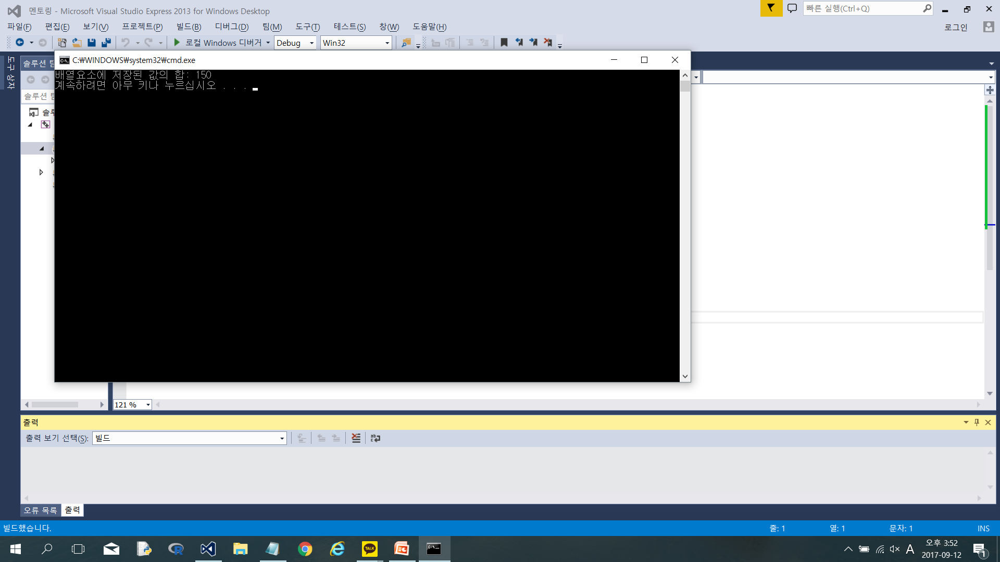 멘토링 - Microsoft Visual Studio Express 2013 for Windows Desktop
빠른 실행(Ctrl+Q)
파일(F) 편집(E) 보기(V) 프로젝트(P) 빌드(B) 디버그(D) 팀(M) 도구(T) 테스트(S) 창(W) 도움말(H)
로그인
로컬 Windows 디버거 Debug Win32
도구 상자
솔루션
C:₩WINDOWS₩system32₩cmd.exe
배열요소에 저장된 값의 합: 150
계속하려면 아무 키나 누르십시오 . . .
솔루션
121 %
출력
출력 보기 선택(S): 빌드
오류 목록 출력
빌드했습니다.
줄: 1 열: 1 문자: 1 INS
TALK
C:\
A
오후 3:52
2017-09-12
1